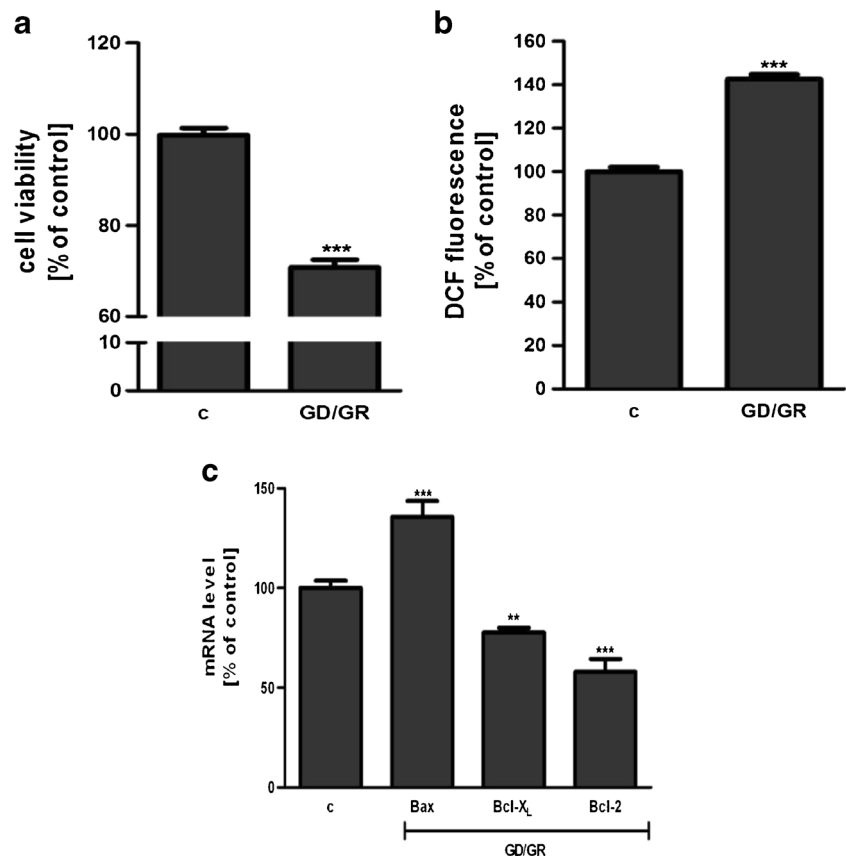 a
120
100
80
60
10
0
cell viability
[% of control]
***
c
GD/GR
b
160
140
120
100
80
60
40
20
0
DCF fluorescence
[% of control]
***
c
GD/GR
c
150
100
50
0
mRNA level
[% of control]
***
**
***
c
Bax
Bcl-XL
Bcl-2
GD/GR